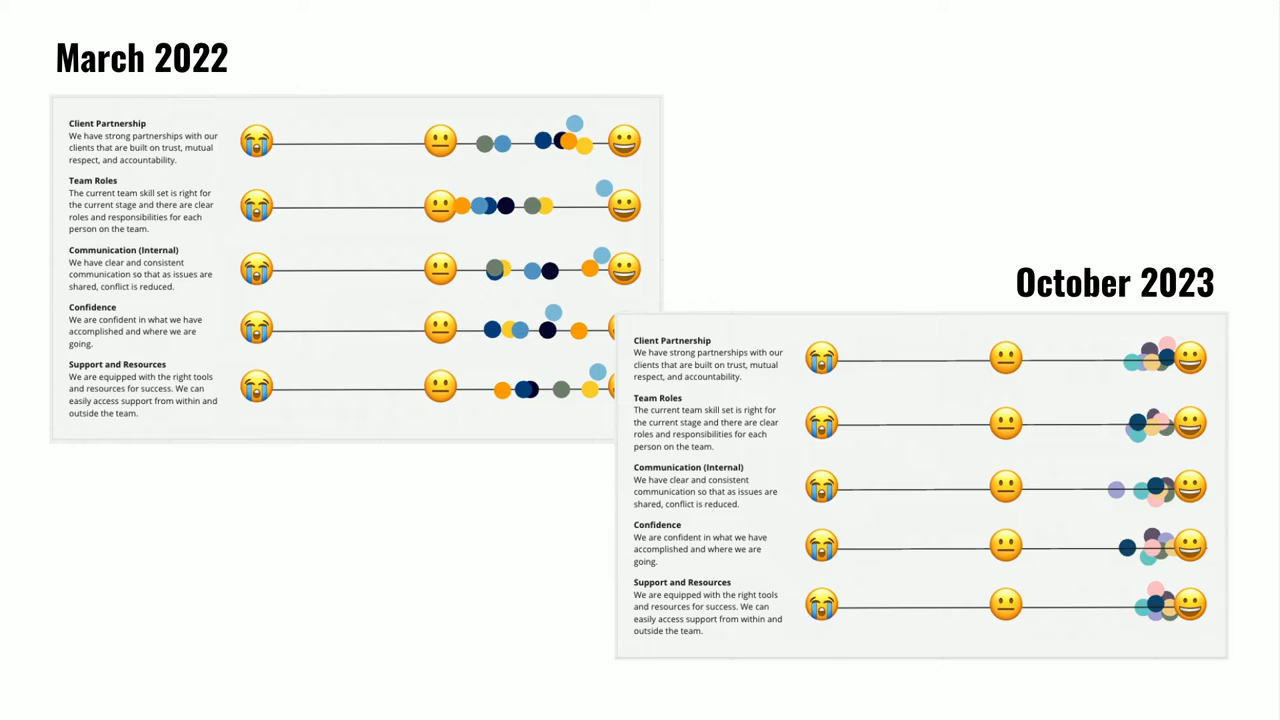 March 2022
Client Partnership
We have strong partnerships with our
clients that are built on trust, mutual
respect, and accountability.
Team Roles
The current team skill set is right for
the current stage and there are clear
roles and responsibilities for each
person on the team.
Communication (Internal)
We have clear and consistent
communication so that as issues are
shared, conflict is reduced.
Confidence
We are confident in what we have
accomplished and where we are
going.
Support and Resources
We are equipped with the right tools
and resources for success. We can
easily access support from within and
outside the team.
October 2023
Client Partnership
We have strong partnerships with our
clients that are built on trust, mutual
respect, and accountability.
Team Roles
The current team skill set is right for
the current stage and there are clear
roles and responsibilities for each
person on the team.
Communication (Internal)
We have clear and consistent
communication so that as issues are
shared, conflict is reduced.
Confidence
We are confident in what we have
accomplished and where we are
going.
Support and Resources
We are equipped with the right tools
and resources for success. We can
easily access support from within and
outside the team.